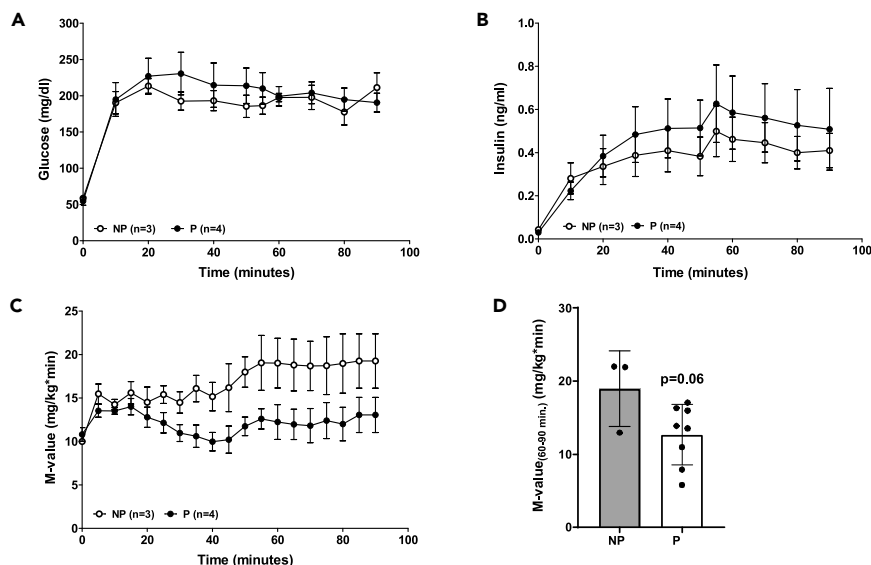 A
Glucose (mg/dl)
300
250
200
150
100
50
0
NP (n=3) P (n=4)
0 20 40 60 80 100
Time (minutes)
B
Insulin (ng/ml)
1.0
0.8
0.6
0.4
0.2
0.0
NP (n=3) P (n=4)
0 20 40 60 80 100
Time (minutes)
C
M-value (mg/kg*min)
25
20
15
10
5
0
NP (n=3) P (n=4)
0 20 40 60 80 100
Time (minutes)
D
M-value(60-90 min.) (mg/kg*min)
30
20
10
0
p=0.06
NP P